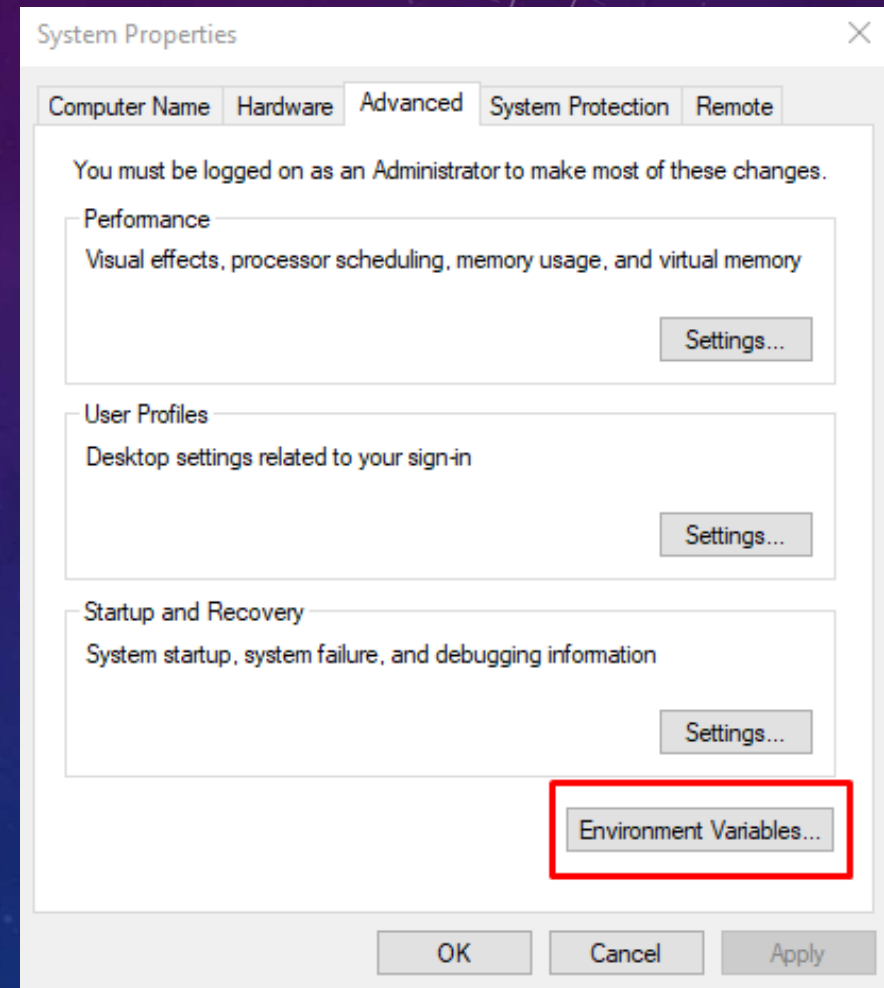 System Properties
Computer Name Hardware Advanced System Protection Remote
You must be logged on as an Administrator to make most of these changes.
Performance
Visual effects, processor scheduling, memory usage, and virtual memory
Settings...
User Profiles
Desktop settings related to your sign-in
Settings...
Startup and Recovery
System startup, system failure, and debugging information
Settings...
Environment Variables...
OK Cancel Apply